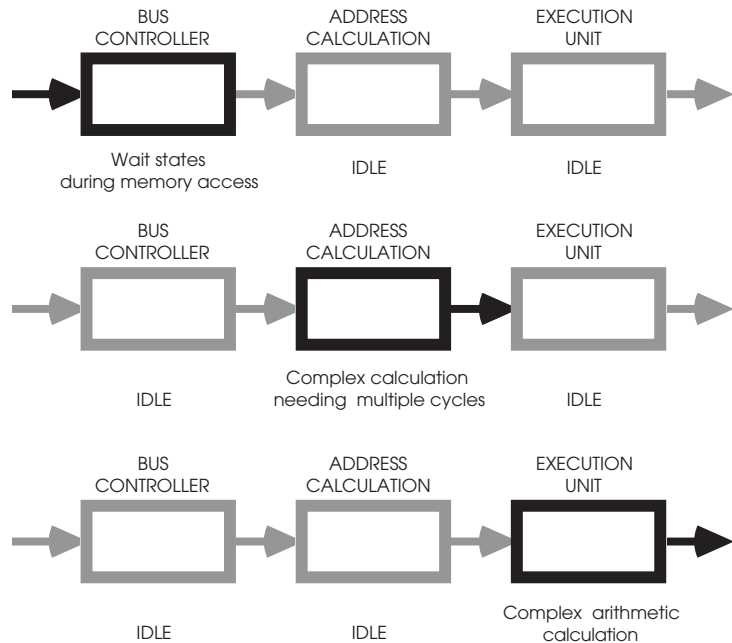 BUS
CONTROLLER
ADDRESS
CALCULATION
EXECUTION
UNIT
Wait states
during memory access
IDLE
IDLE
BUS
CONTROLLER
ADDRESS
CALCULATION
EXECUTION
UNIT
IDLE
Complex calculation
needing multiple cycles
IDLE
BUS
CONTROLLER
ADDRESS
CALCULATION
EXECUTION
UNIT
IDLE
IDLE
Complex arithmetic
calculation